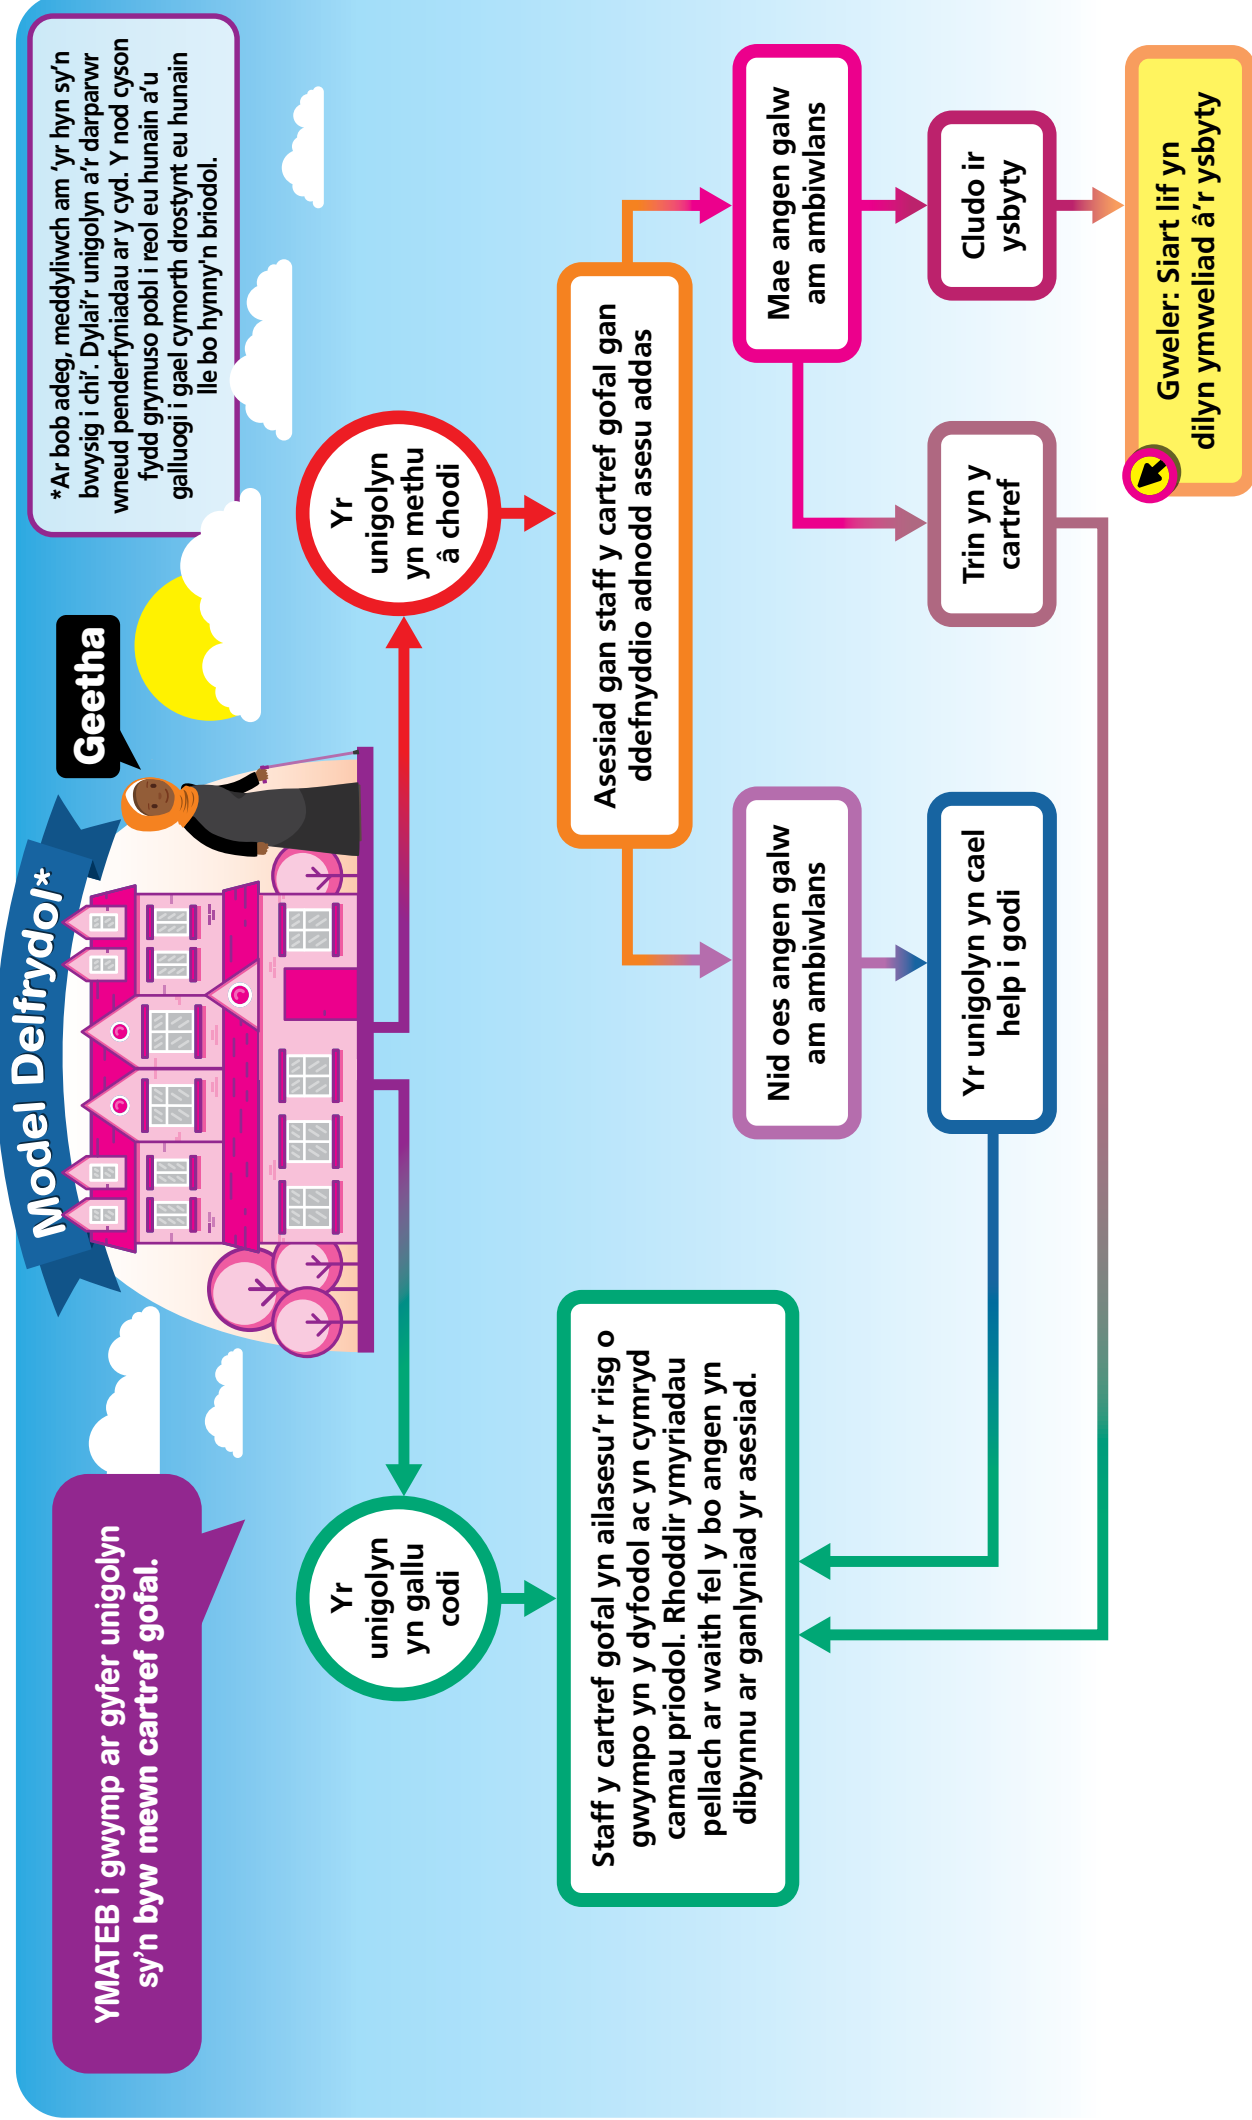 YMATEB i gwymp ar gyfer unigolyn
sy'n byw mewn cartref gofal.
Model Delfrydol*
Geetha
*Ar bob adeg, meddyliwch am ‘yr hyn sy’n
bwysig i chi’. Dylai’r unigolyn a’r darparwr
wneud penderfyniadau ar y cyd. Y nod cyson
fydd grymuso pobl i reol eu hunain a’u
galluogi i gael cymorth drostynt eu hunain
lle bo hynny’n briodol.
Yr
unigolyn
yn gallu
codi
Yr
unigolyn
yn methu
â chodi
Staff y cartref gofal yn ailasesu’r risg o
gwympo yn y dyfodol ac yn cymryd
camau priodol. Rhoddir ymyriadau
pellach ar waith fel y bo angen yn
dibynnu ar ganlyniad yr asesiad.
Asesiad gan staff y cartref gofal gan
ddefnyddio adnodd asesu addas
Nid oes angen galw
am ambiwlans
Mae angen galw
am ambiwlans
Yr unigolyn yn cael
help i godi
Trin yn y
cartref
Cludo ir
ysbyty
Gweler: Siart lif yn
dilyn ymweliad â’r ysbyty